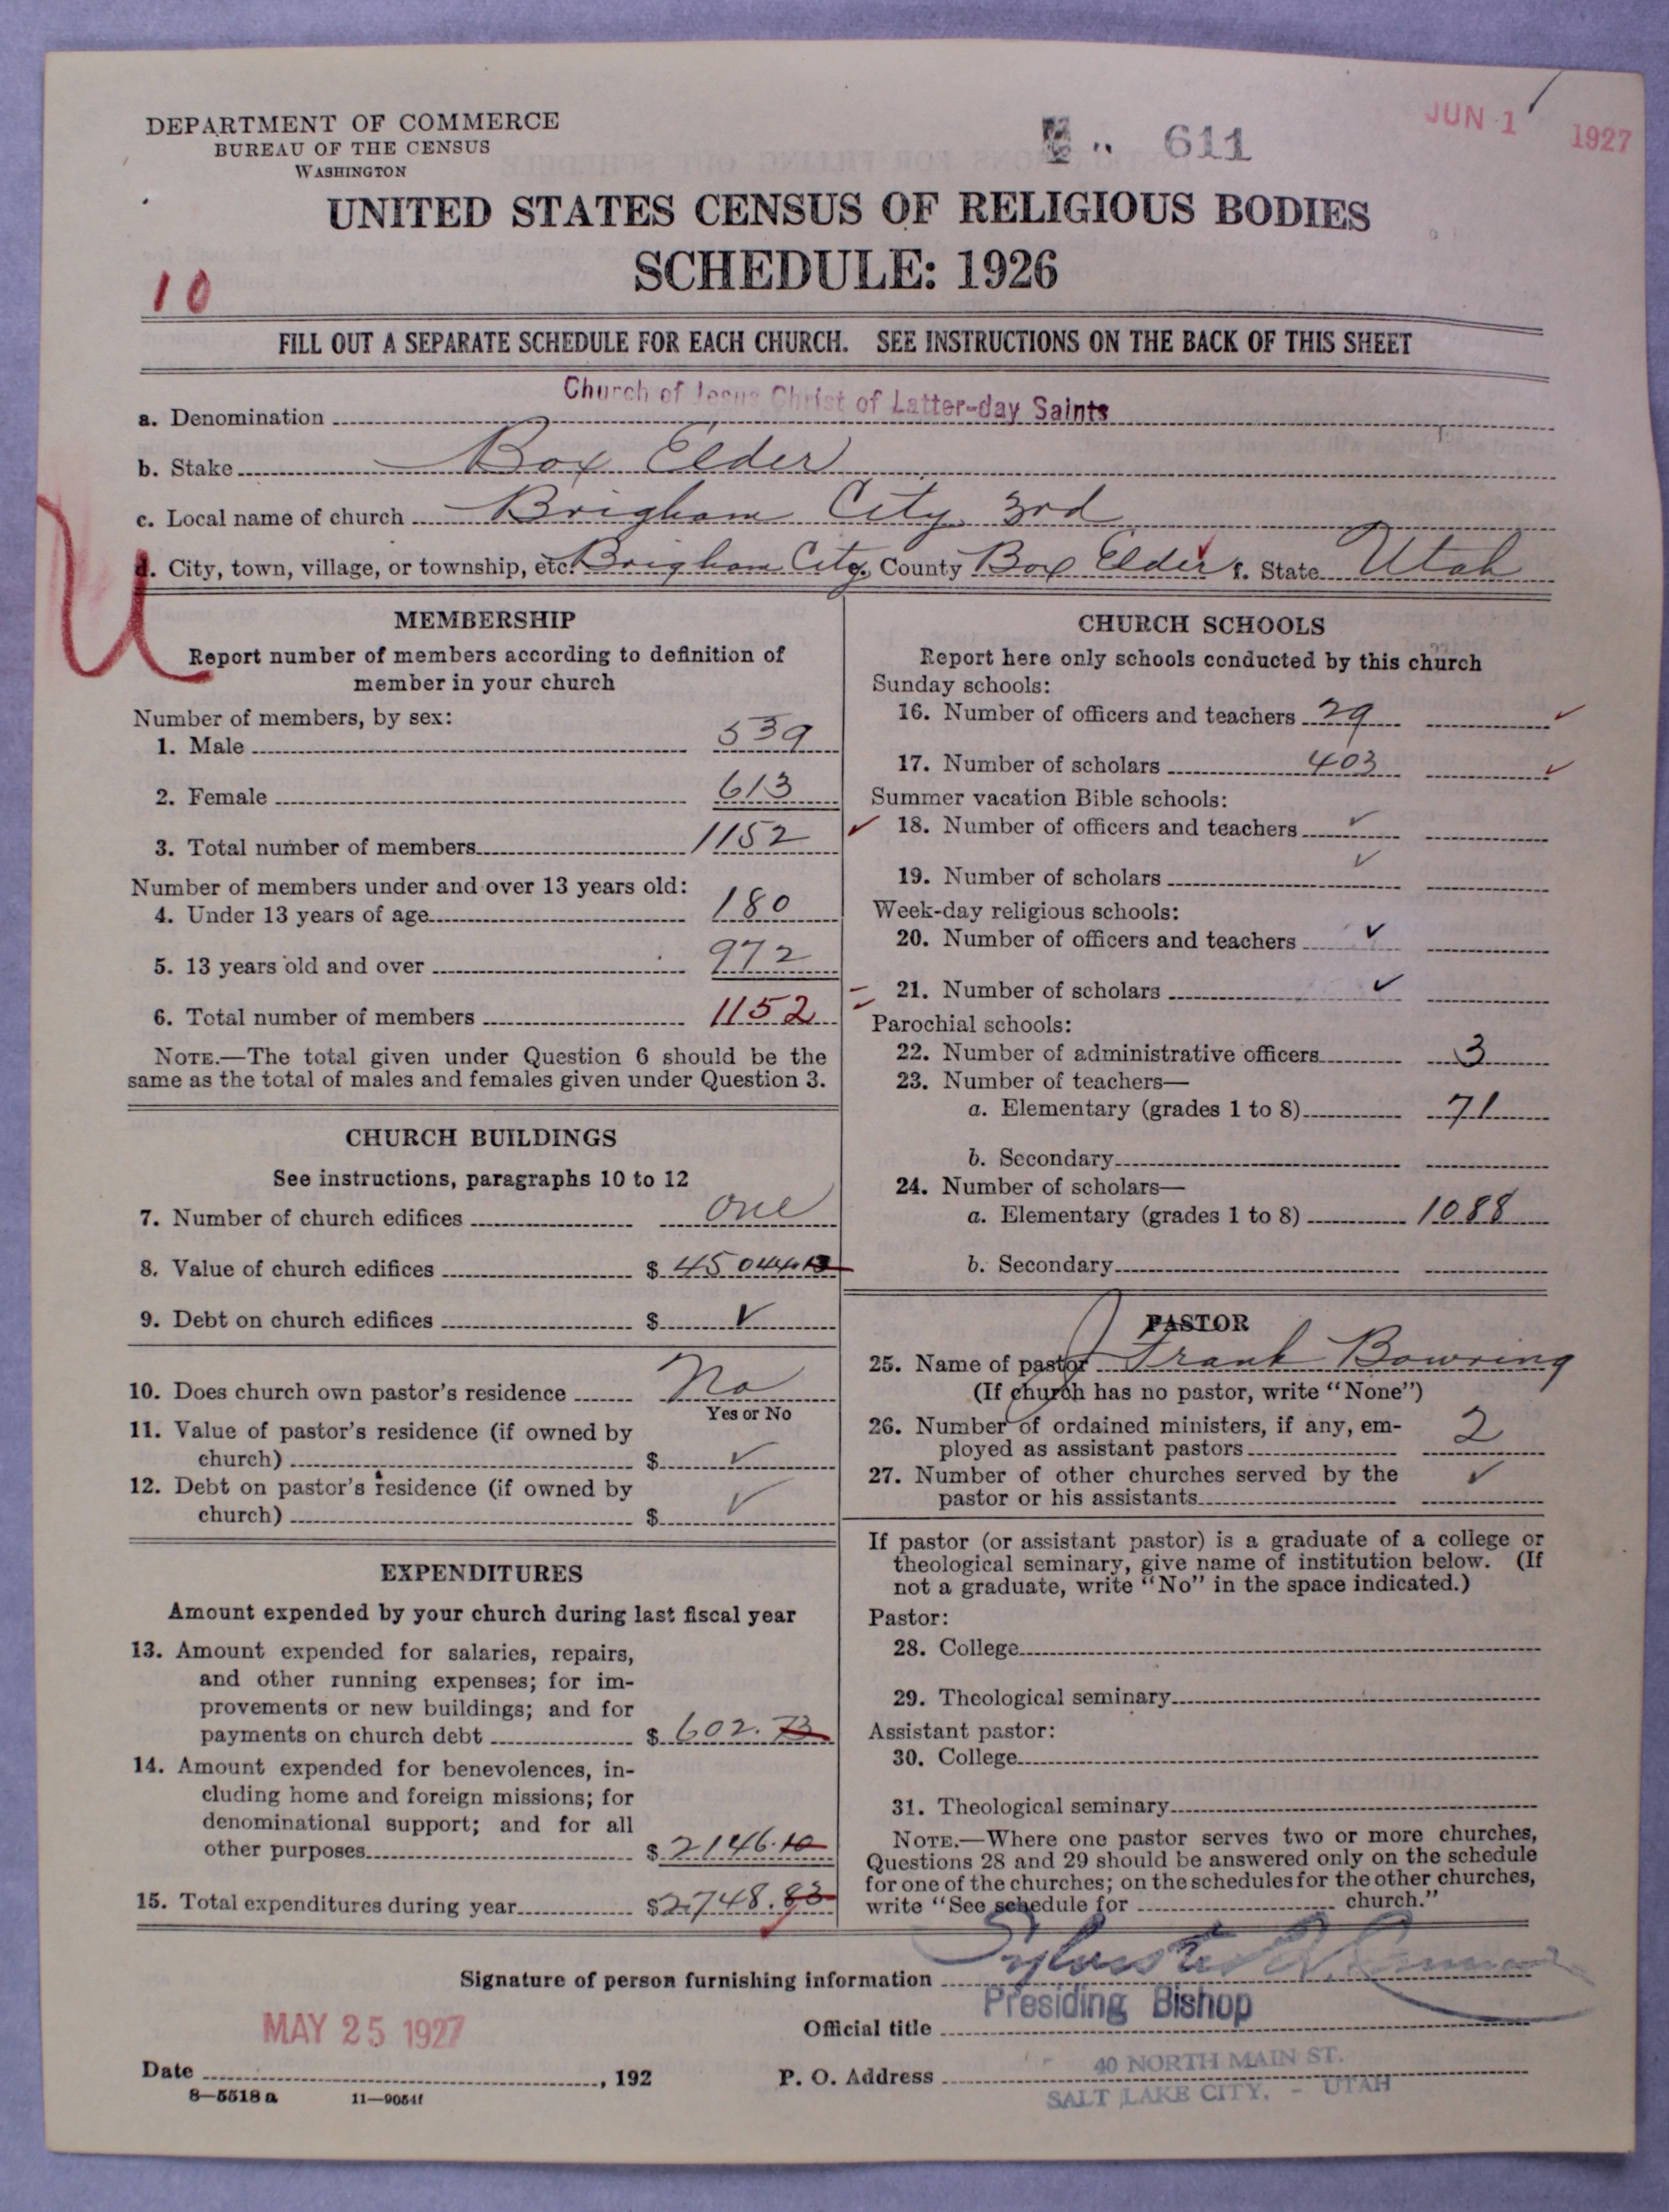 DEPARTMENT OF COMMERCE
BUREAU OF THE CENSUS
WASHINGTON
611
JUN 1 1927
UNITED STATES CENSUS OF RELIGIOUS BODIES
SCHEDULE: 1926
10
FILL OUT A SEPARATE SCHEDULE FOR EACH CHURCH. SEE INSTRUCTIONS ON THE BACK OF THIS SHEET
a. Denomination Church of Jesus Christ of Latter-day Saints
b. Stake Box Elder
c. Local name of church Brigham City 3rd
d. City, town, village, or township, etc. Brigham City County Box Elder f. State Utah
U
MEMBERSHIP
Report number of members according to definition of
member in your church
Number of members, by sex:
1. Male 539
2. Female 613
3. Total number of members 1152
Number of members under and over 13 years old:
4. Under 13 years of age 180
5. 13 years old and over 972
6. Total number of members 1152
NOTE.—The total given under Question 6 should be the
same as the total of males and females given under Question 3.
CHURCH BUILDINGS
See instructions, paragraphs 10 to 12
7. Number of church edifices one
8. Value of church edifices $ 45044.
9. Debt on church edifices $ ✓
10. Does church own pastor's residence No
Yes or No
11. Value of pastor's residence (if owned by
church) $ ✓
12. Debt on pastor's residence (if owned by
church) $ ✓
EXPENDITURES
Amount expended by your church during last fiscal year
13. Amount expended for salaries, repairs,
and other running expenses; for im-
provements or new buildings; and for
payments on church debt $ 602.73
14. Amount expended for benevolences, in-
cluding home and foreign missions; for
denominational support; and for all
other purposes $ 2146.10
15. Total expenditures during year $2748.83
CHURCH SCHOOLS
Report here only schools conducted by this church
Sunday schools:
16. Number of officers and teachers 29 ✓
17. Number of scholars 403 ✓
Summer vacation Bible schools:
✓ 18. Number of officers and teachers ✓
19. Number of scholars ✓
Week-day religious schools:
20. Number of officers and teachers ✓
21. Number of scholars ✓
Parochial schools:
22. Number of administrative officers 3
23. Number of teachers—
a. Elementary (grades 1 to 8) 71
b. Secondary
24. Number of scholars—
a. Elementary (grades 1 to 8) 1088
b. Secondary
PASTOR
25. Name of pastor Frank Bowring
(If church has no pastor, write "None")
26. Number of ordained ministers, if any, em-
ployed as assistant pastors 2
27. Number of other churches served by the
pastor or his assistants ✓
If pastor (or assistant pastor) is a graduate of a college or
theological seminary, give name of institution below. (If
not a graduate, write "No" in the space indicated.)
Pastor:
28. College
29. Theological seminary
Assistant pastor:
30. College
31. Theological seminary
NOTE.—Where one pastor serves two or more churches,
Questions 28 and 29 should be answered only on the schedule
for one of the churches; on the schedules for the other churches,
write "See schedule for church."
Signature of person furnishing information Sylvester Q. Cannon
Official title Presiding Bishop
MAY 25 1927
Date , 192
P. O. Address 40 NORTH MAIN ST.
SALT LAKE CITY, - UTAH
8—5518 a 11—9054f